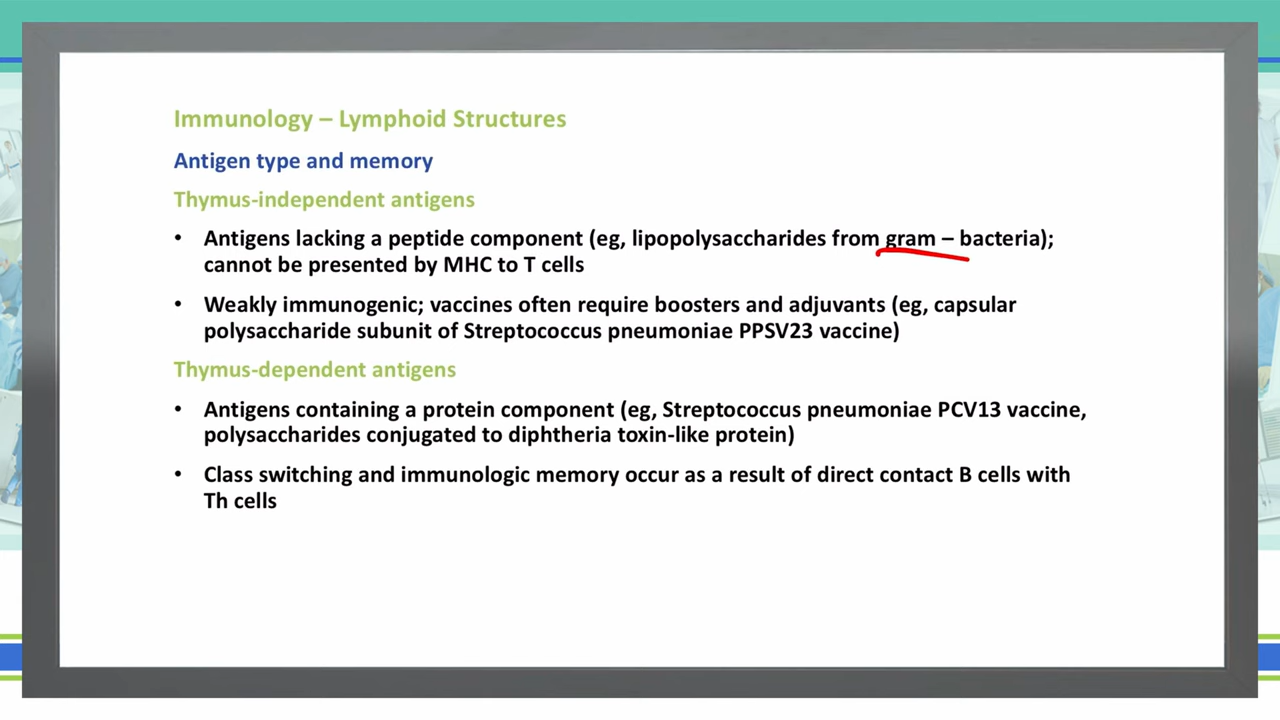 Immunology – Lymphoid Structures
Antigen type and memory
Thymus-independent antigens
• Antigens lacking a peptide component (eg, lipopolysaccharides from gram – bacteria);
cannot be presented by MHC to T cells
• Weakly immunogenic; vaccines often require boosters and adjuvants (eg, capsular
polysaccharide subunit of Streptococcus pneumoniae PPSV23 vaccine)
Thymus-dependent antigens
• Antigens containing a protein component (eg, Streptococcus pneumoniae PCV13 vaccine,
polysaccharides conjugated to diphtheria toxin-like protein)
• Class switching and immunologic memory occur as a result of direct contact B cells with
Th cells